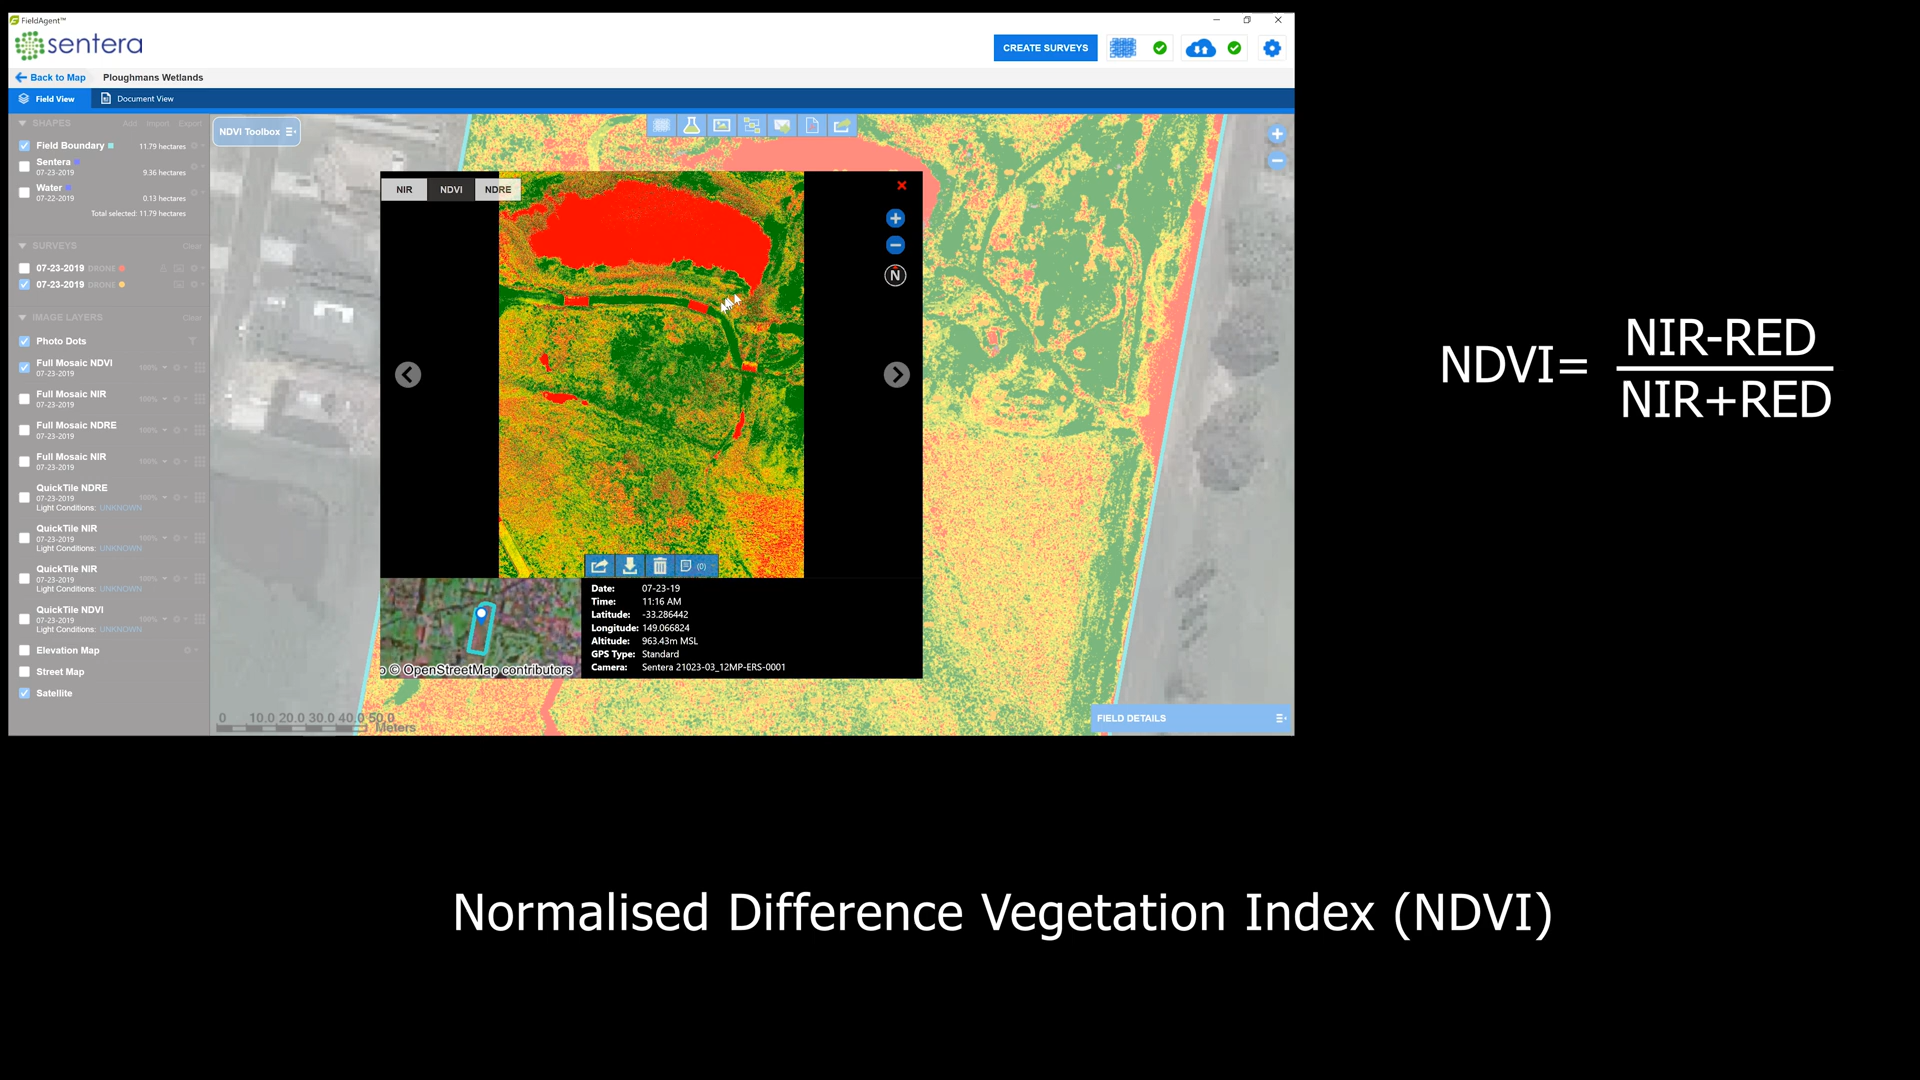 FieldAgent™
sentera
CREATE SURVEYS
Back to Map
Ploughmans Wetlands
Field View
Document View
SHAPES
Add
Import
Export
Field Boundary
11.79 hectares
Sentera
07-23-2019
9.36 hectares
Water
07-22-2019
0.13 hectares
Total selected: 11.79 hectares
SURVEYS
Clear
07-23-2019 DRONE
07-23-2019 DRONE
IMAGE LAYERS
Clear
Photo Dots
Full Mosaic NDVI
07-23-2019
100%
Full Mosaic NIR
07-23-2019
100%
Full Mosaic NDRE
07-23-2019
100%
Full Mosaic NIR
07-23-2019
100%
QuickTile NDRE
07-23-2019
100%
Light Conditions: UNKNOWN
QuickTile NIR
07-23-2019
100%
Light Conditions: UNKNOWN
QuickTile NIR
07-23-2019
100%
Light Conditions: UNKNOWN
QuickTile NDVI
07-23-2019
100%
Light Conditions: UNKNOWN
Elevation Map
Street Map
Satellite
NDVI Toolbox
NIR
NDVI
NDRE
N
(0)
Date: 07-23-19
Time: 11:16 AM
Latitude: -33.286442
Longitude: 149.066824
Altitude: 963.43m MSL
GPS Type: Standard
Camera: Sentera 21023-03_12MP-ERS-0001
© OpenStreetMap contributors
0 10.0 20.0 30.0 40.0 50.0
Meters
FIELD DETAILS
NDVI=
NIR-RED
NIR+RED
Normalised Difference Vegetation Index (NDVI)